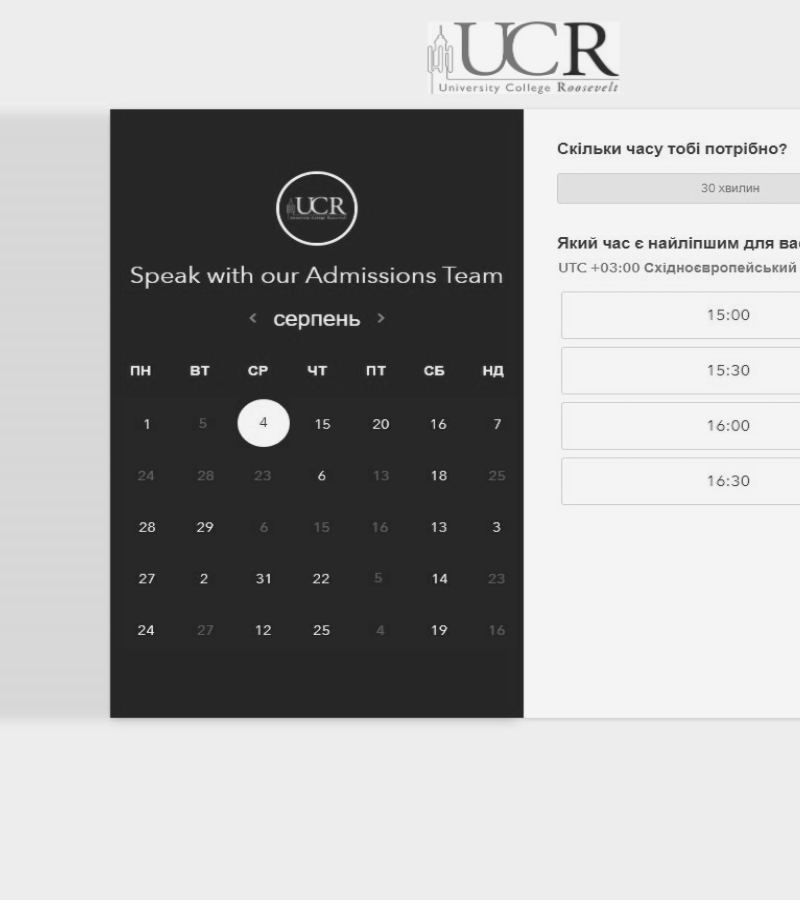 UCR
University College Roosevelt
UCR
Speak with our Admissions Team
< серпень >
ПН ВТ СР ЧТ ПТ СБ НД
1 5 4 15 20 16 7
24 28 23 6 13 18 25
28 29 6 15 16 13 3
27 2 31 22 5 14 23
24 27 12 25 4 19 16
Скільки часу тобі потрібно?
30 хвилин
Який час є найліпшим для
UTC +03:00 Східноєвропейський
15:00
15:30
16:00
16:30